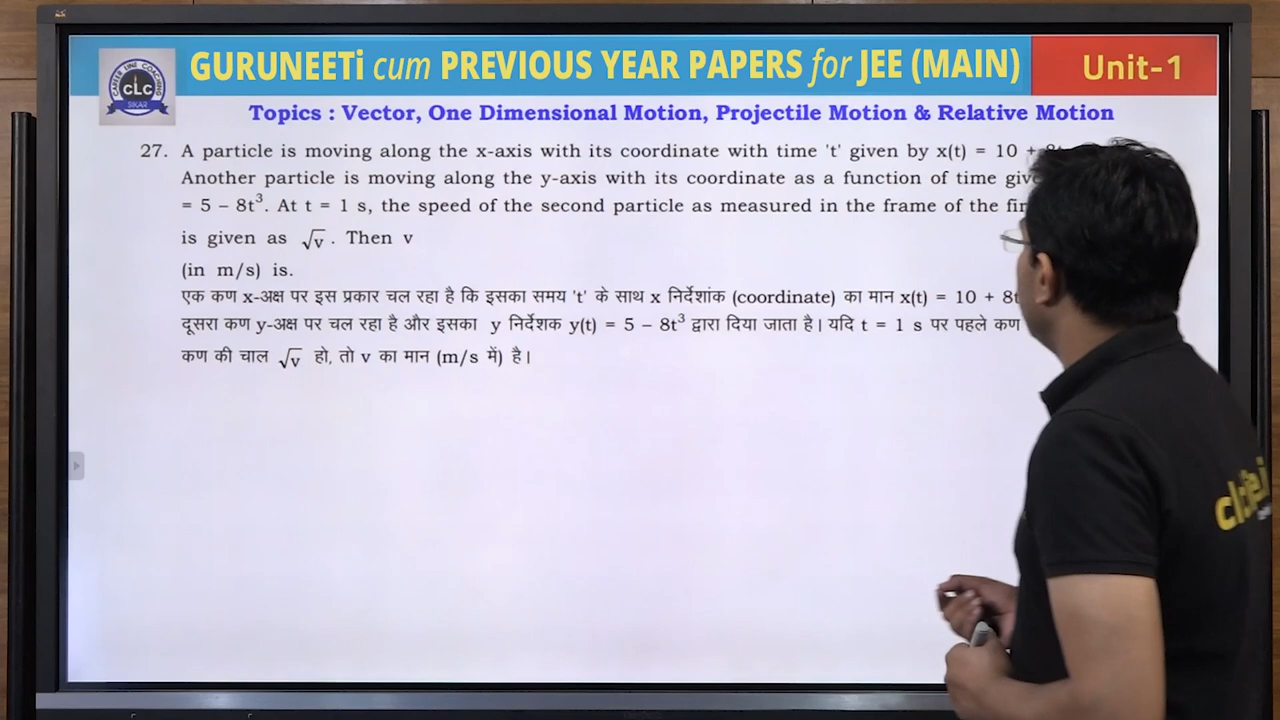 CAREER LINE COACHING
CLC
SIKAR
GURUNEETi cum PREVIOUS YEAR PAPERS for JEE (MAIN)
Unit-1
Topics : Vector, One Dimensional Motion, Projectile Motion & Relative Motion
27. A particle is moving along the x-axis with its coordinate with time 't' given by x(t) = 10 +
Another particle is moving along the y-axis with its coordinate as a function of time
= 5 – 8t³. At t = 1 s, the speed of the second particle as measured in the frame of the
is given as √v . Then v
(in m/s) is.
एक कण x-अक्ष पर इस प्रकार चल रहा है कि इसका समय 't' के साथ x निर्देशांक (coordinate) का मान x(t) = 10 + 8t
दूसरा कण y-अक्ष पर चल रहा है और इसका y निर्देशक y(t) = 5 – 8t³ द्वारा दिया जाता है। यदि t = 1 s पर पहले कण
कण की चाल √v हो, तो v का मान (m/s में) है।